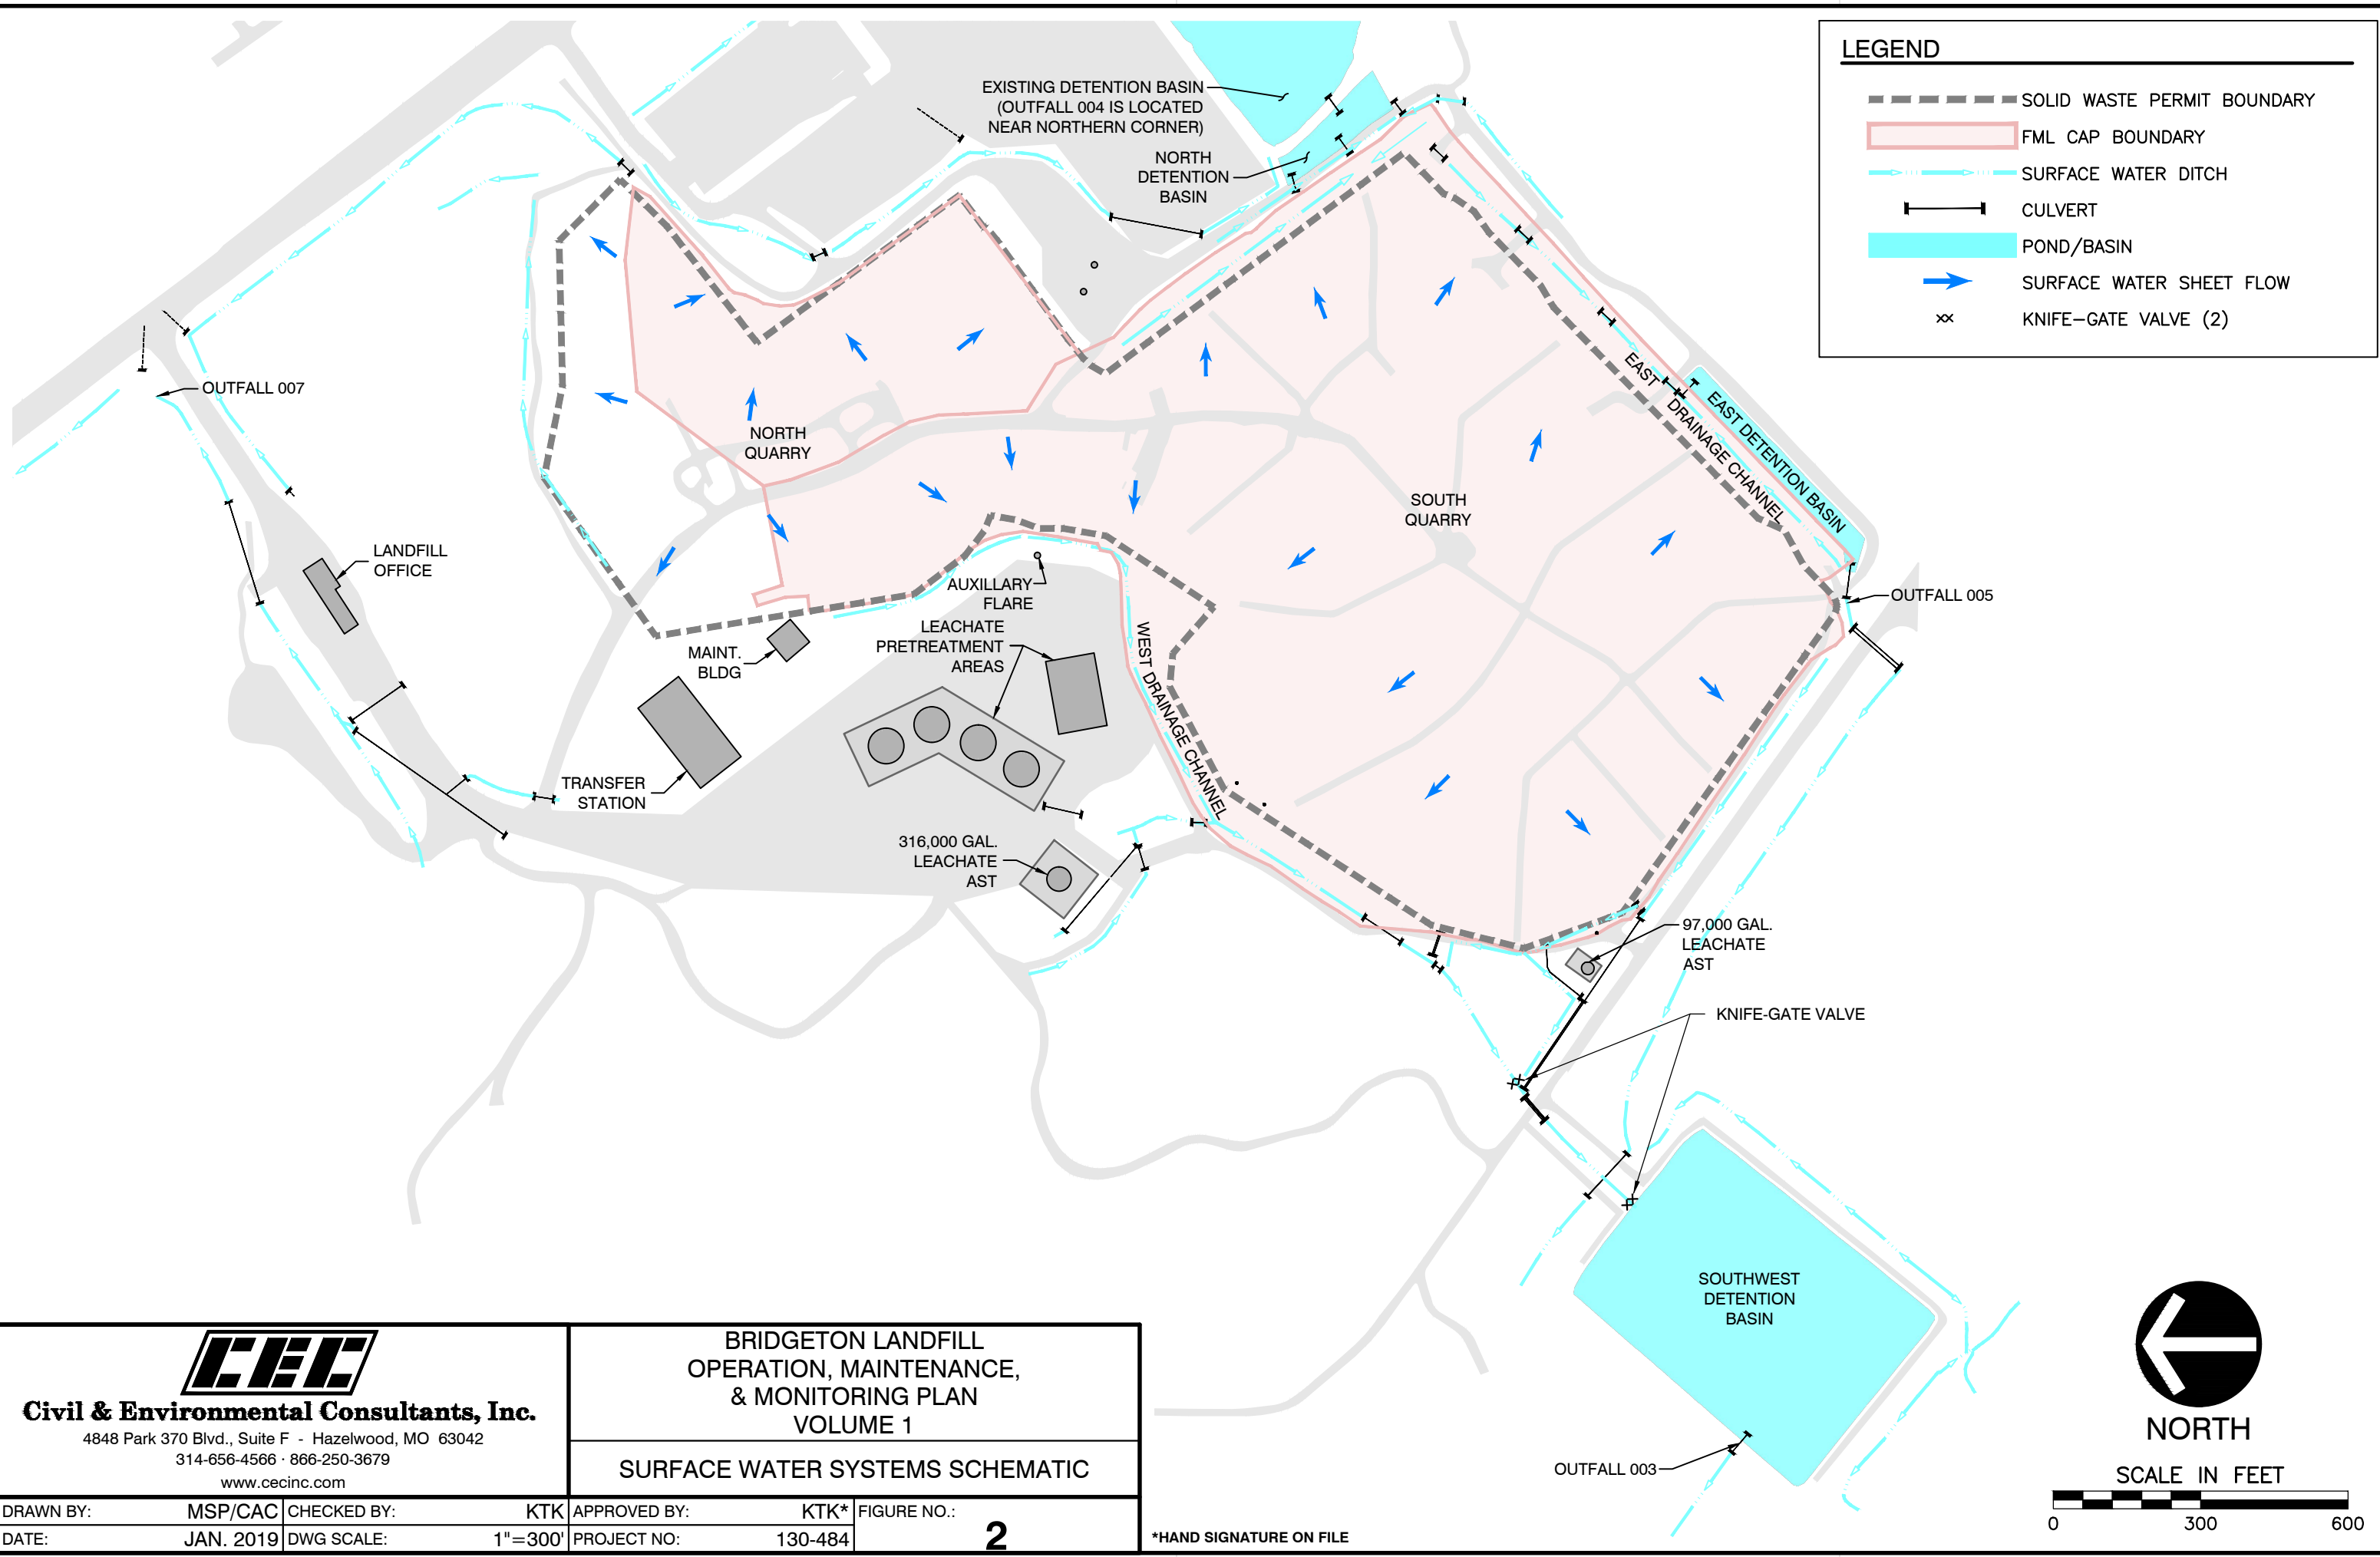 EXISTING DETENTION BASIN
(OUTFALL 004 IS LOCATED
NEAR NORTHERN CORNER)
NORTH
DETENTION
BASIN
LEGEND
SOLID WASTE PERMIT BOUNDARY
FML CAP BOUNDARY
SURFACE WATER DITCH
CULVERT
POND/BASIN
SURFACE WATER SHEET FLOW
KNIFE-GATE VALVE (2)
OUTFALL 007
EAST
DRAINAGE CHANNEL
EAST DETENTION BASIN
NORTH
QUARRY
SOUTH
QUARRY
LANDFILL
OFFICE
AUXILLARY
FLARE
OUTFALL 005
LEACHATE
PRETREATMENT
AREAS
MAINT.
BLDG
WEST DRAINAGE CHANNEL
TRANSFER
STATION
316,000 GAL.
LEACHATE
AST
97,000 GAL.
LEACHATE
AST
KNIFE-GATE VALVE
SOUTHWEST
DETENTION
BASIN
OUTFALL 003
NORTH
SCALE IN FEET
0 300 600
CEC
Civil & Environmental Consultants, Inc.
4848 Park 370 Blvd., Suite F - Hazelwood, MO 63042
314-656-4566 · 866-250-3679
www.cecinc.com
BRIDGETON LANDFILL
OPERATION, MAINTENANCE,
& MONITORING PLAN
VOLUME 1
SURFACE WATER SYSTEMS SCHEMATIC
DRAWN BY: MSP/CAC CHECKED BY: KTK APPROVED BY: KTK* FIGURE NO.:
DATE: JAN. 2019 DWG SCALE: 1"=300' PROJECT NO: 130-484 2
*HAND SIGNATURE ON FILE